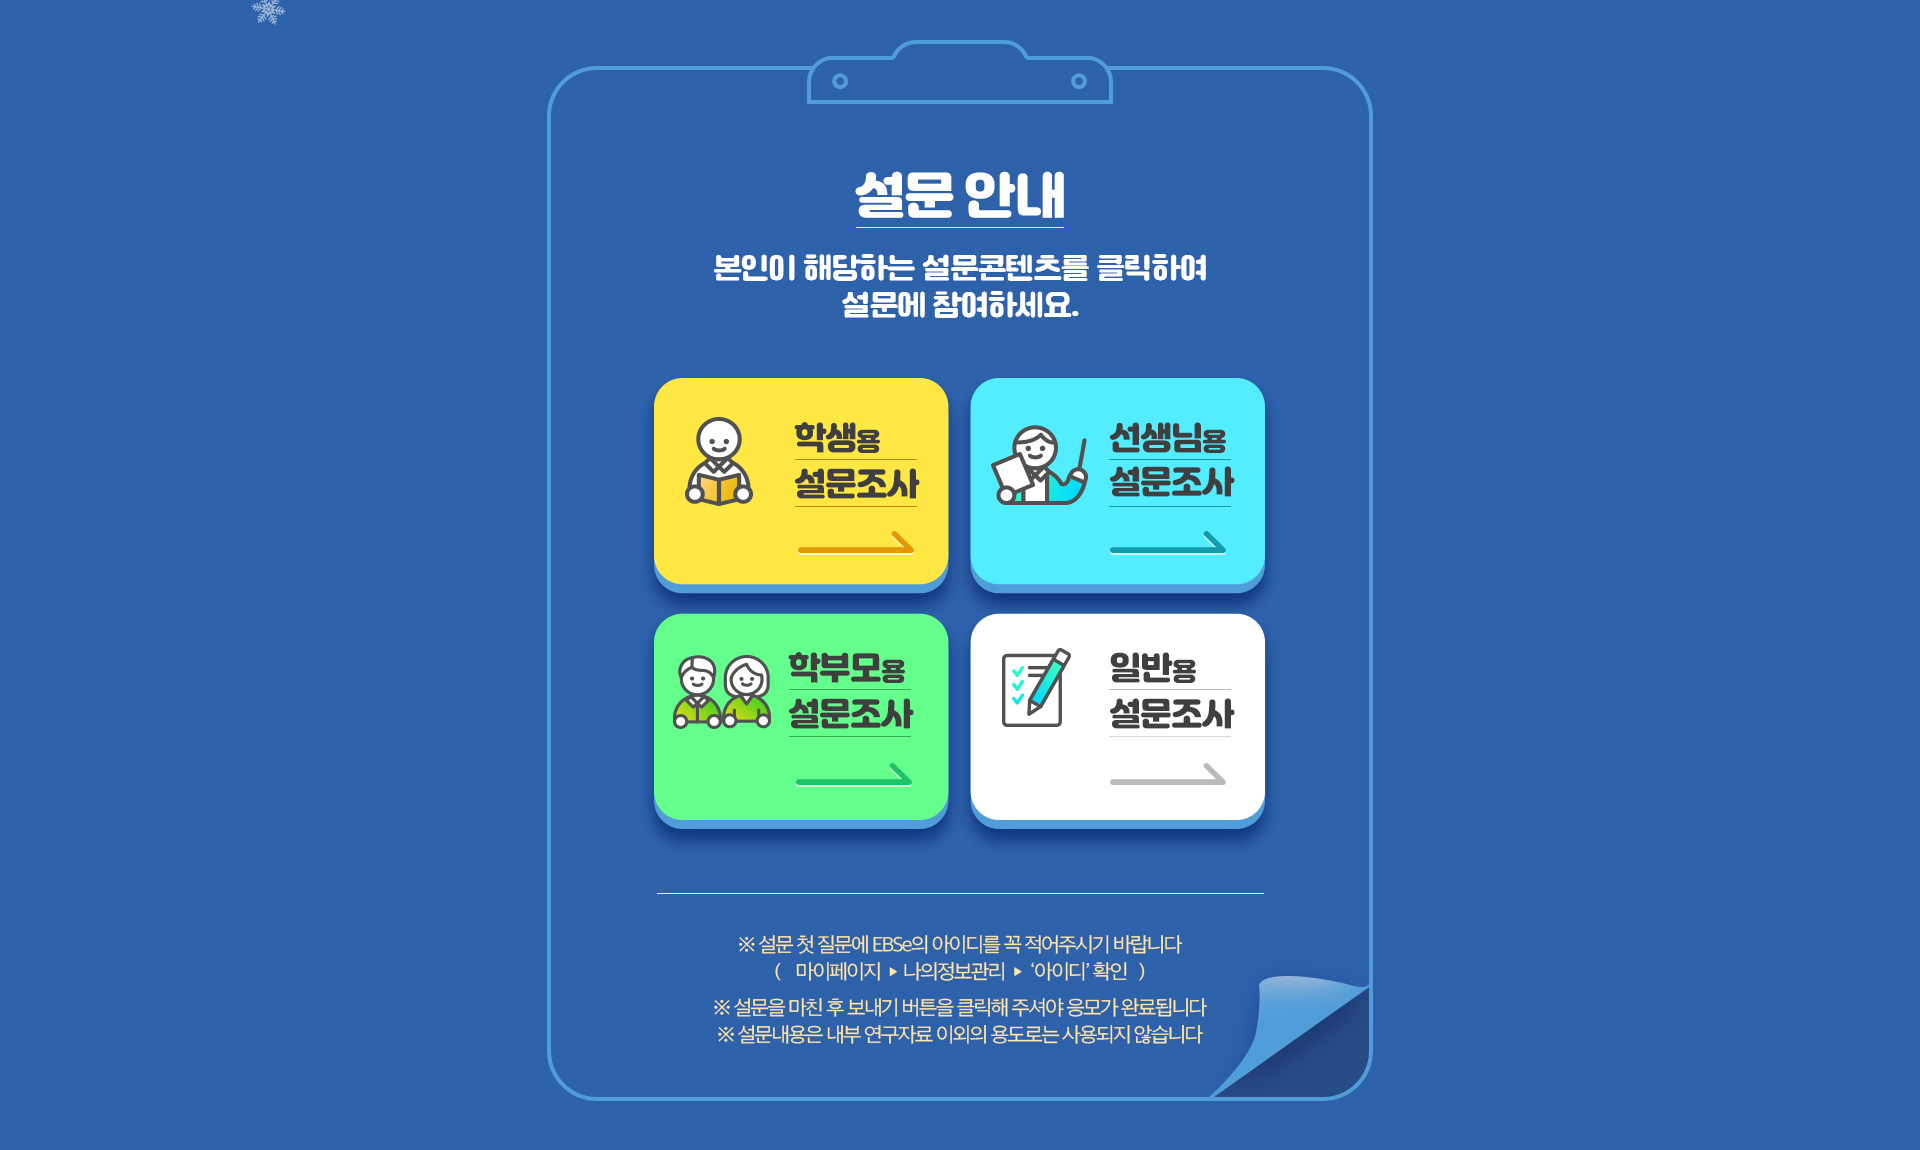 설문 안내
본인이 해당하는 설문콘텐츠를 클릭하여
설문에 참여하세요.
학생용
설문조사
선생님용
설문조사
학부모용
설문조사
일반용
설문조사
※ 설문 첫 질문에 EBSe의 아이디를 꼭 적어주시기 바랍니다
( 마이페이지 ▶ 나의정보관리 ▶ ‘아이디’ 확인 )
※ 설문을 마친 후 보내기 버튼을 클릭해 주셔야 응모가 완료됩니다
※ 설문내용은 내부 연구자료 이외의 용도로는 사용되지 않습니다